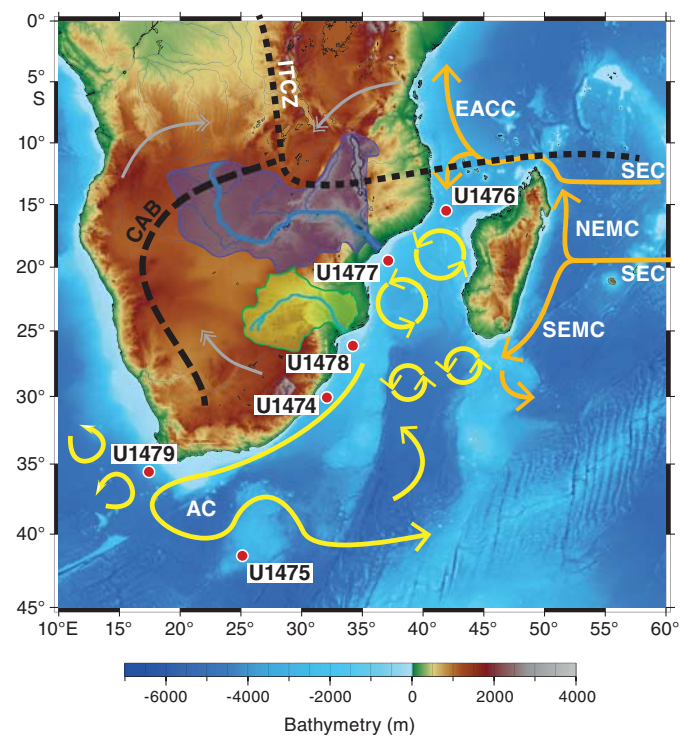 0°
5°
S
10°
15°
20°
25°
30°
35°
40°
45°
ITCZ
EACC
SEC
U1476
CAB
NEMC
U1477
SEC
SEMC
U1478
U1474
U1479
AC
U1475
10°E 15° 20° 25° 30° 35° 40° 45° 50° 55° 60°
-6000 -4000 -2000 0 2000 4000
Bathymetry (m)